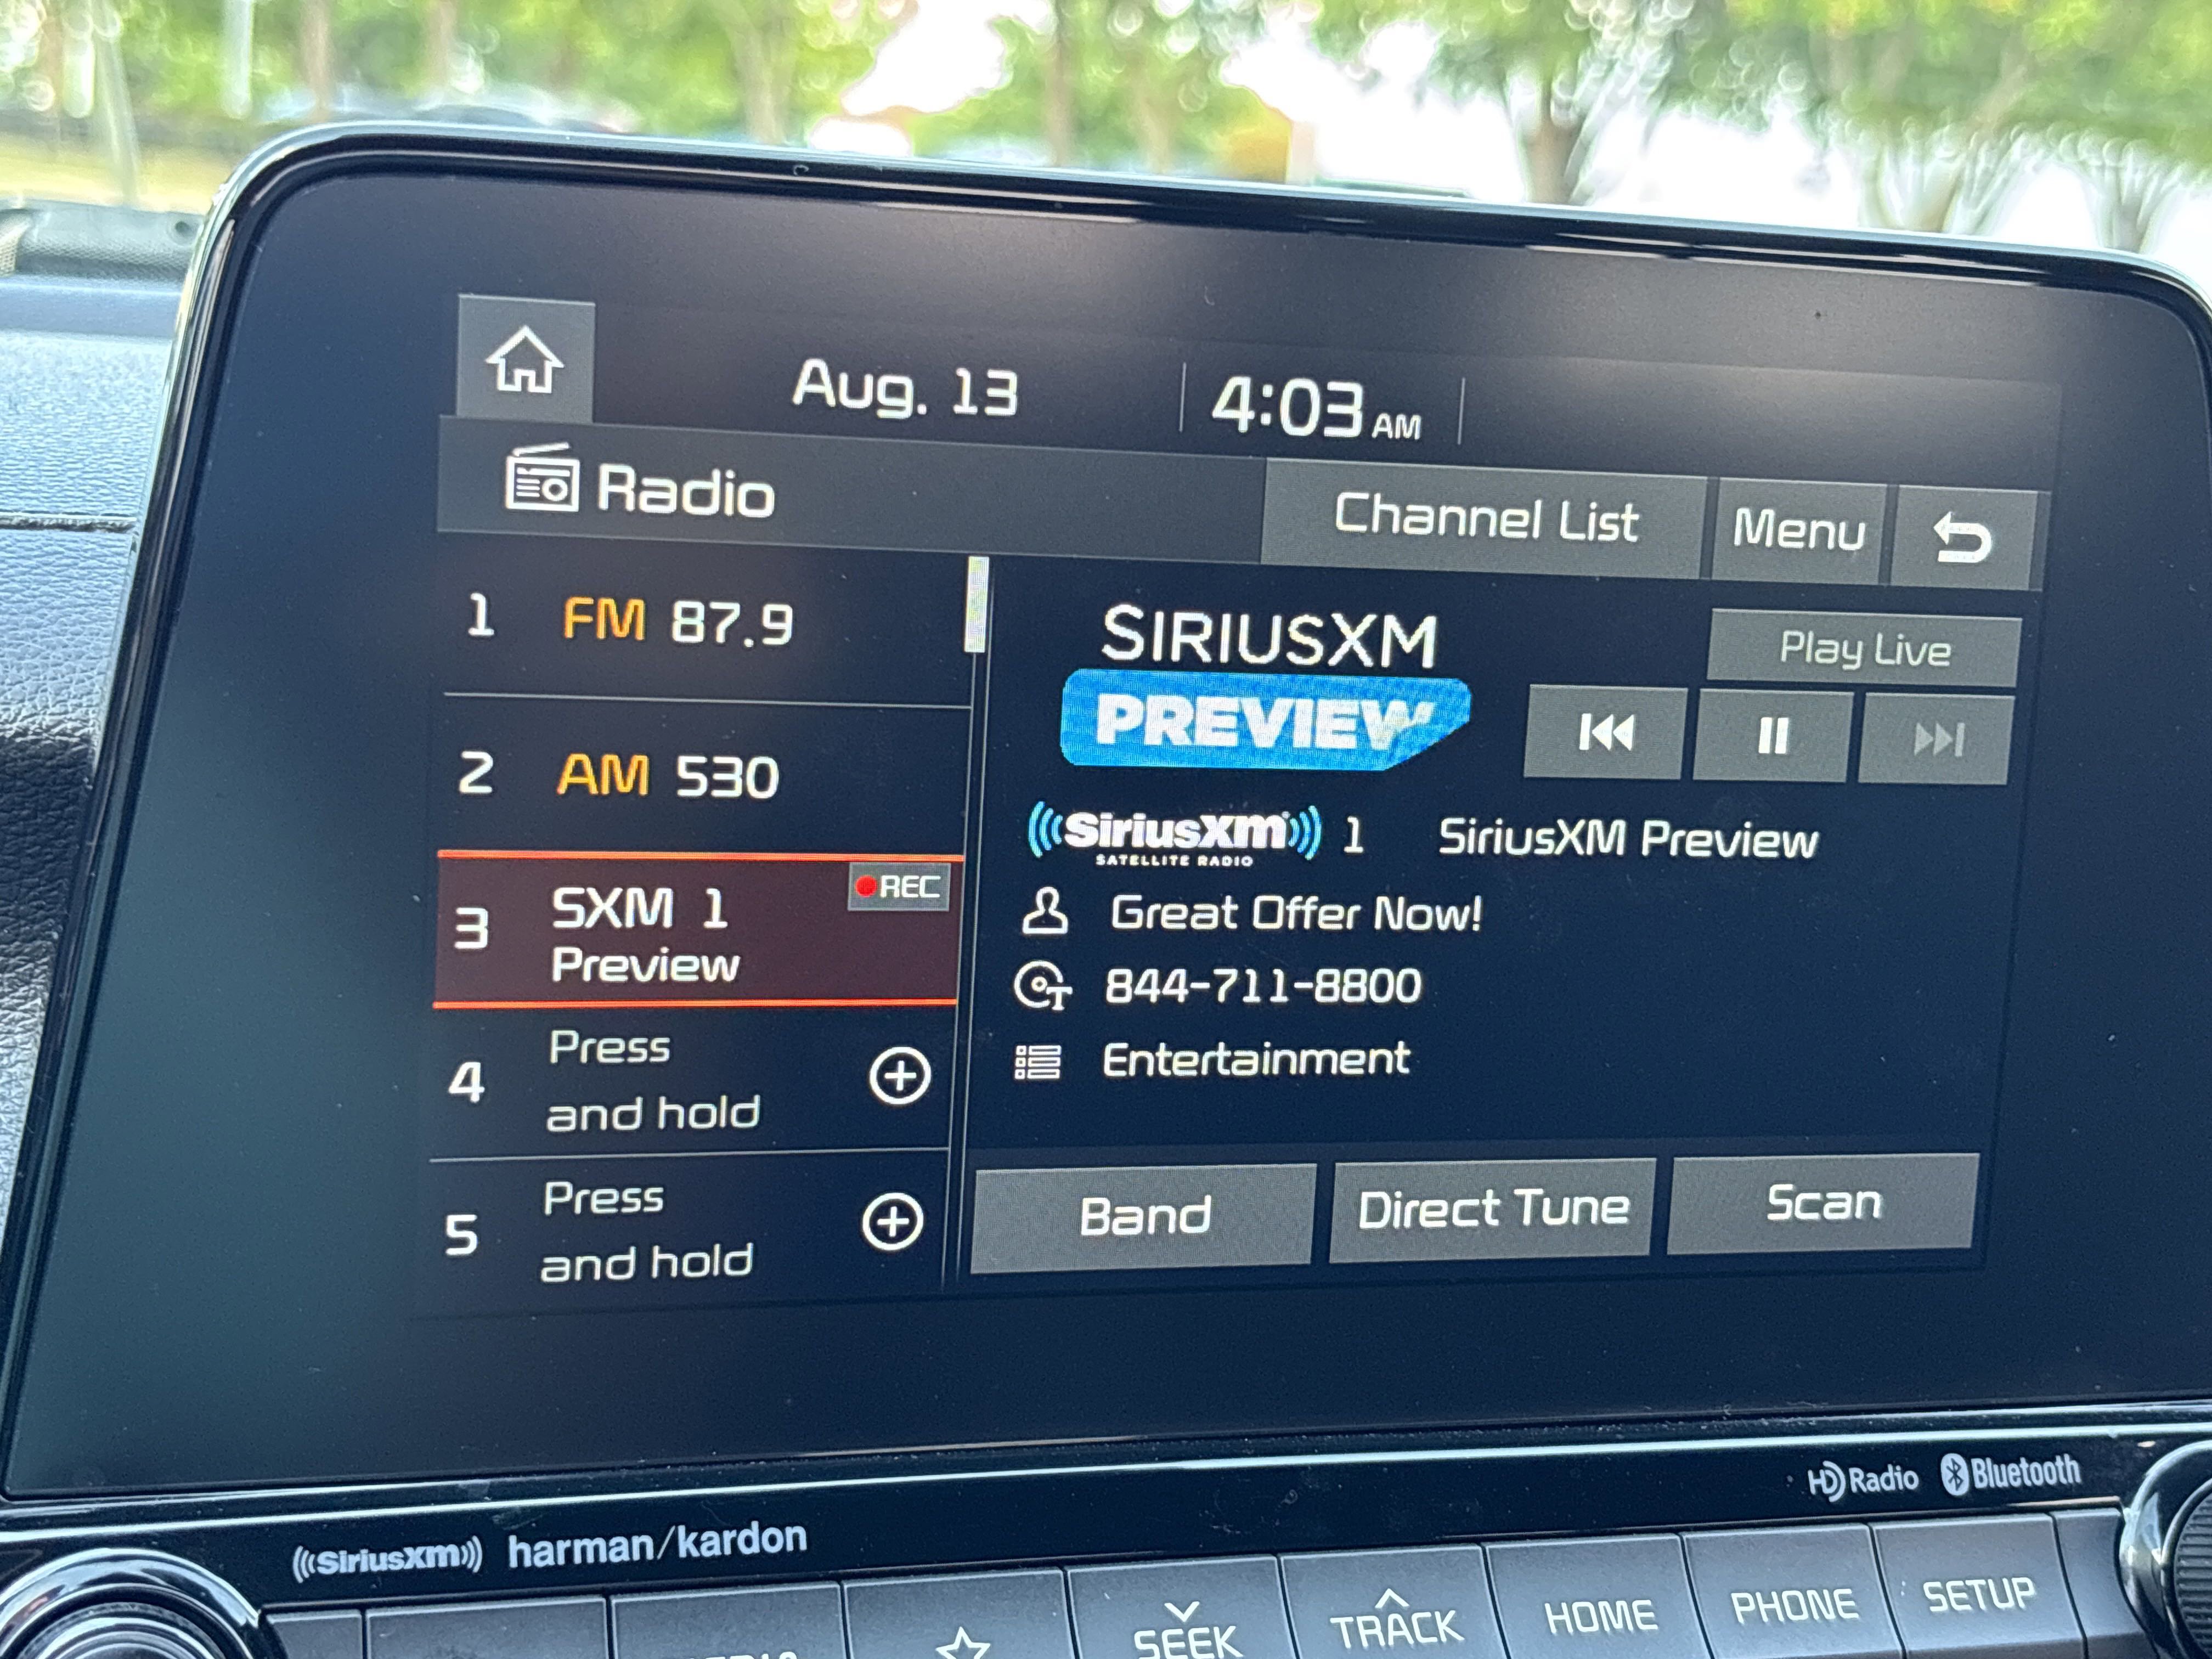 Aug. 13 4:03 AM
Radio Channel List Menu
1 FM 87.9
2 AM 530
3 SXM 1 REC
Preview
4 Press
and hold
5 Press
and hold
SIRIUSXM
PREVIEW
Play Live
SiriusXM 1 SiriusXM Preview
SATELLITE RADIO
Great Offer Now!
844-711-8800
Entertainment
Band Direct Tune Scan
HD Radio Bluetooth
SiriusXM harman/kardon
SEEK TRACK HOME PHONE SETUP